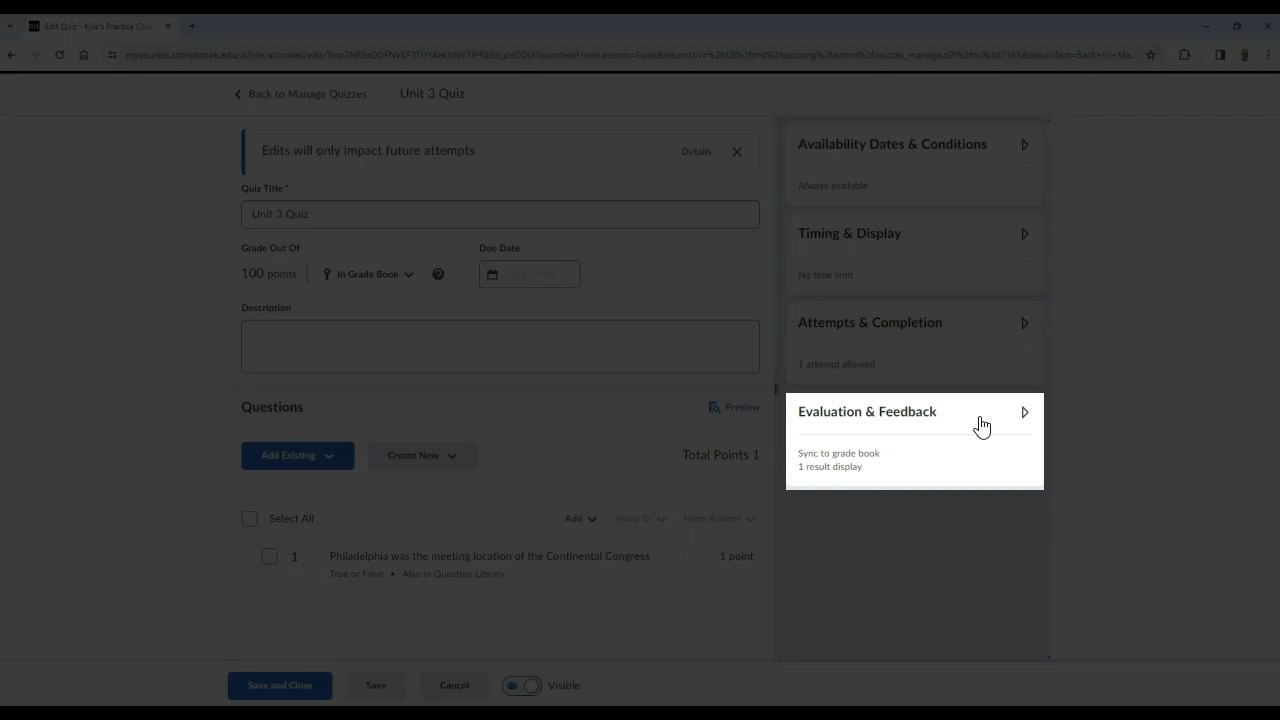 Edit Quiz - Kyle's Practice Cour
Back to Manage Quizzes
Unit 3 Quiz
Edits will only impact future attempts
Details
Quiz Title *
Unit 3 Quiz
Grade Out Of
Due Date
100 points
In Grade Book
Description
Questions
Preview
Add Existing
Create New
Total Points 1
Select All
Add
Move To
More Actions
1
Philadelphia was the meeting location of the Continental Congress
1 point
True or False • Also in Question Library
Availability Dates & Conditions
Always available
Timing & Display
No time limit
Attempts & Completion
1 attempt allowed
Evaluation & Feedback
Sync to grade book
1 result display
Save and Close
Save
Cancel
Visible